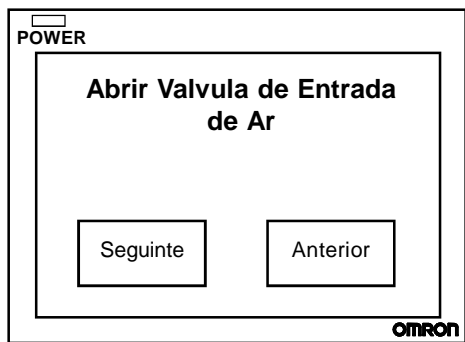 POWER
Abrir Valvula de Entrada
de Ar
Seguinte
Anterior
OMRON